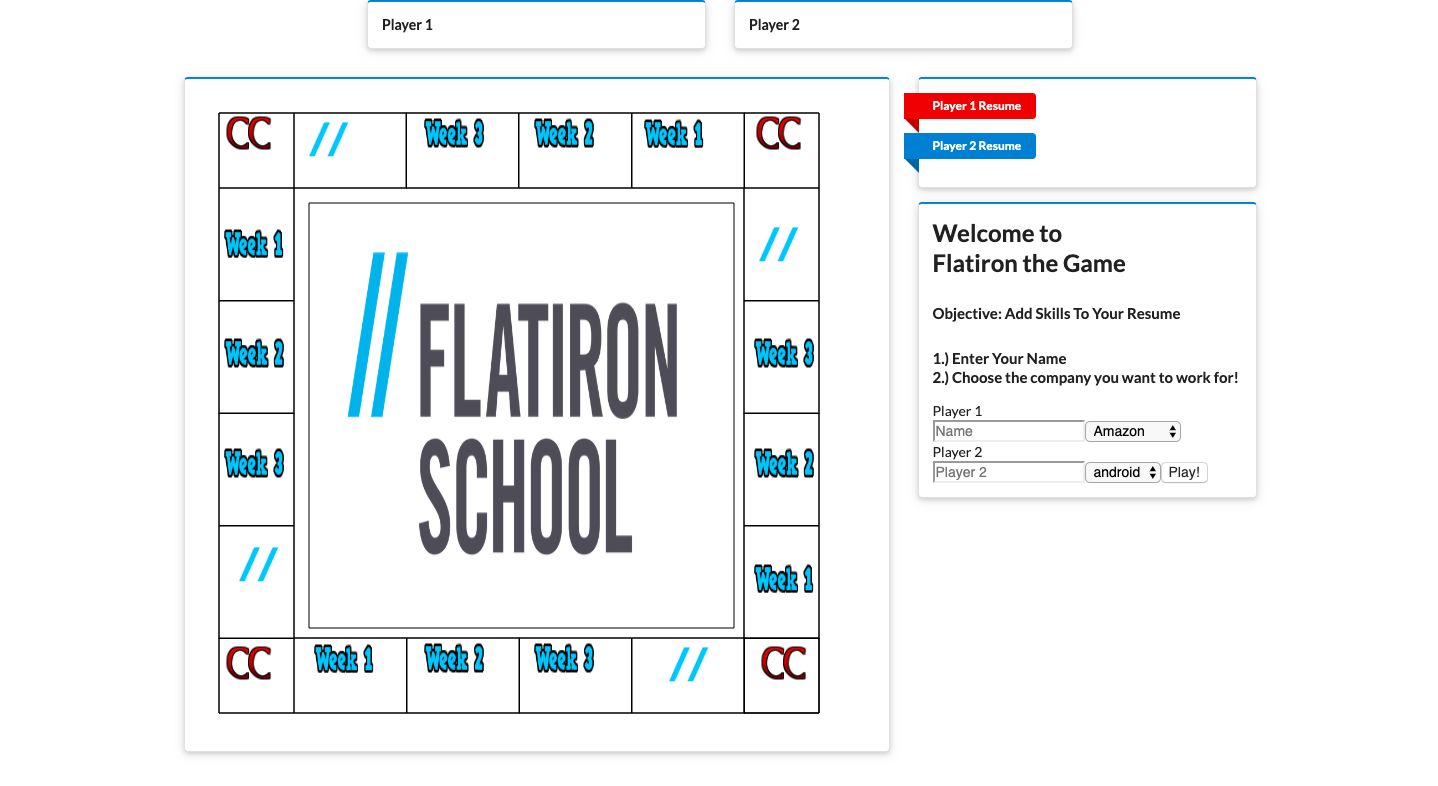 Player 1
Player 2
CC // Week 3 Week 2 Week 1 CC
Week 1
//
Week 2
Week 3
Week 3
Week 2
//
Week 1
CC Week 1 Week 2 Week 3 // CC
// FLATIRON
SCHOOL
Player 1 Resume
Player 2 Resume
Welcome to
Flatiron the Game
Objective: Add Skills To Your Resume
1.) Enter Your Name
2.) Choose the company you want to work for!
Player 1
Name Amazon
Player 2
Player 2 android Play!